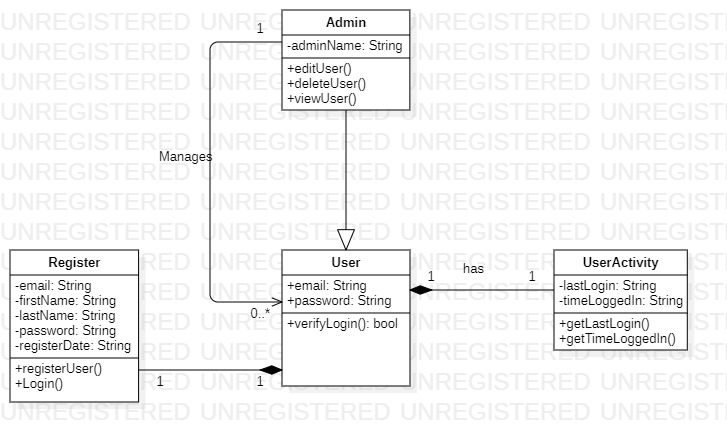 1
Admin
-adminName: String
+editUser()
+deleteUser()
+viewUser()
Manages
Register
-email: String
-firstName: String
-lastName: String
-password: String
-registerDate: String
+registerUser()
+Login()
User
+email: String
+password: String
+verifyLogin(): bool
0..*
1
1
1
has
1
UserActivity
-lastLogin: String
-timeLoggedIn: String
+getLastLogin()
+getTimeLoggedIn()
UNREGISTERED UNREGISTERED UNREGISTERED UNREGISTERED